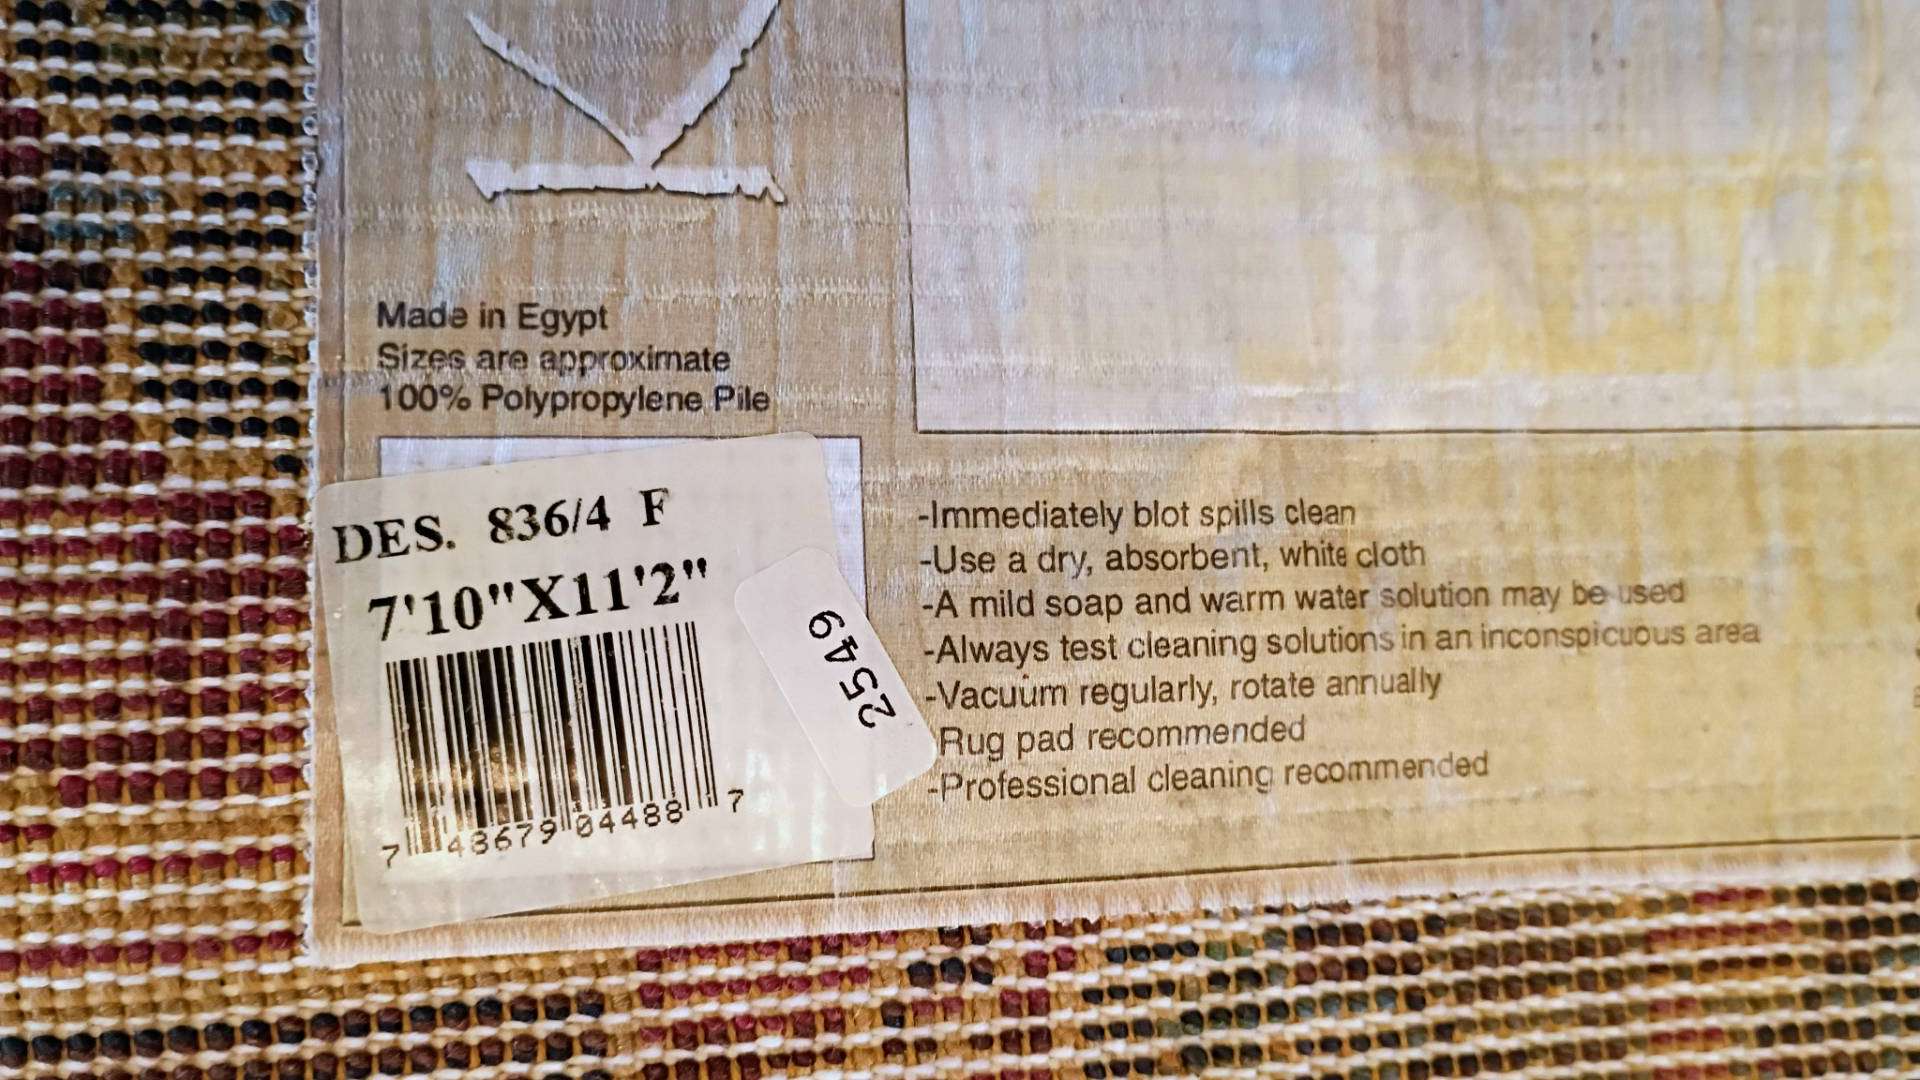 Made in Egypt
Sizes are approximate
100% Polypropylene Pile
DES. 836/4 F
7'10"X11'2"
7 48679 04488 7
2549
-Immediately blot spills clean
-Use a dry, absorbent, white cloth
-A mild soap and warm water solution may be used
-Always test cleaning solutions in an inconspicuous area
-Vacuum regularly, rotate annually
Rug pad recommended
-Professional cleaning recommended